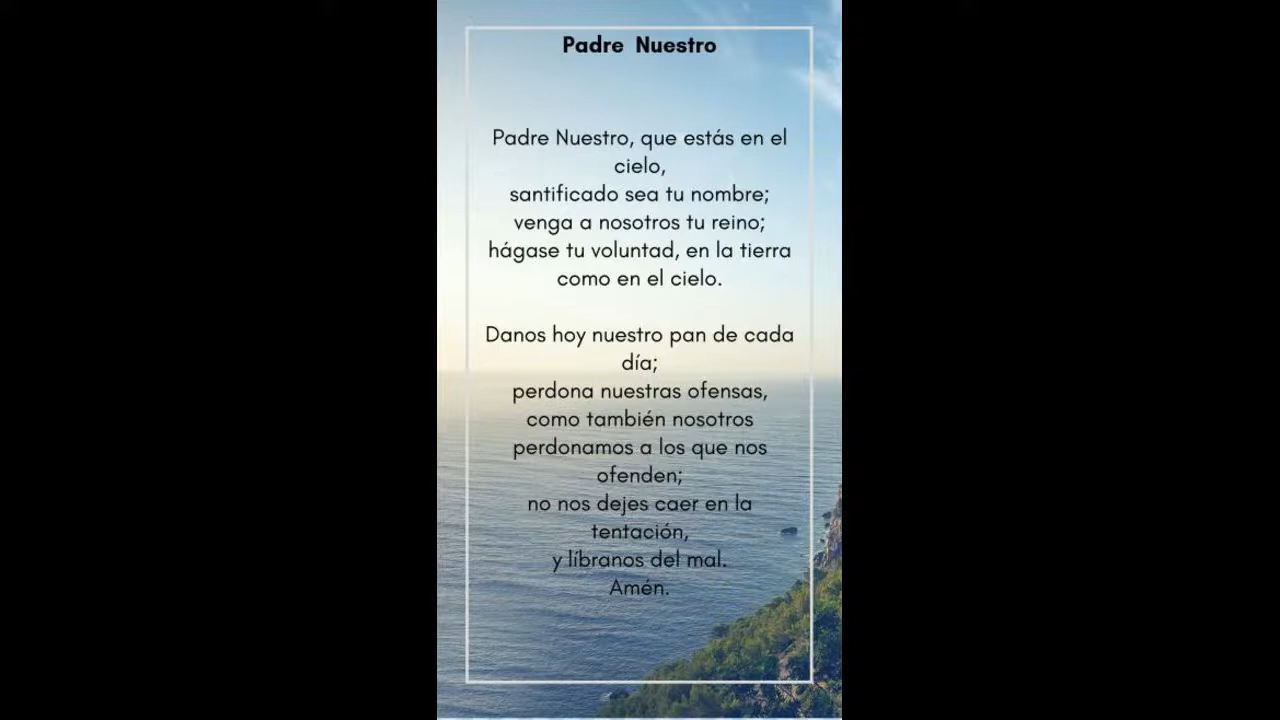 Padre Nuestro
Padre Nuestro, que estás en el
cielo,
santificado sea tu nombre;
venga a nosotros tu reino;
hágase tu voluntad, en la tierra
como en el cielo.
Danos hoy nuestro pan de cada
día;
perdona nuestras ofensas,
como también nosotros
perdonamos a los que nos
ofenden;
no nos dejes caer en la
tentación,
y líbranos del mal.
Amén.